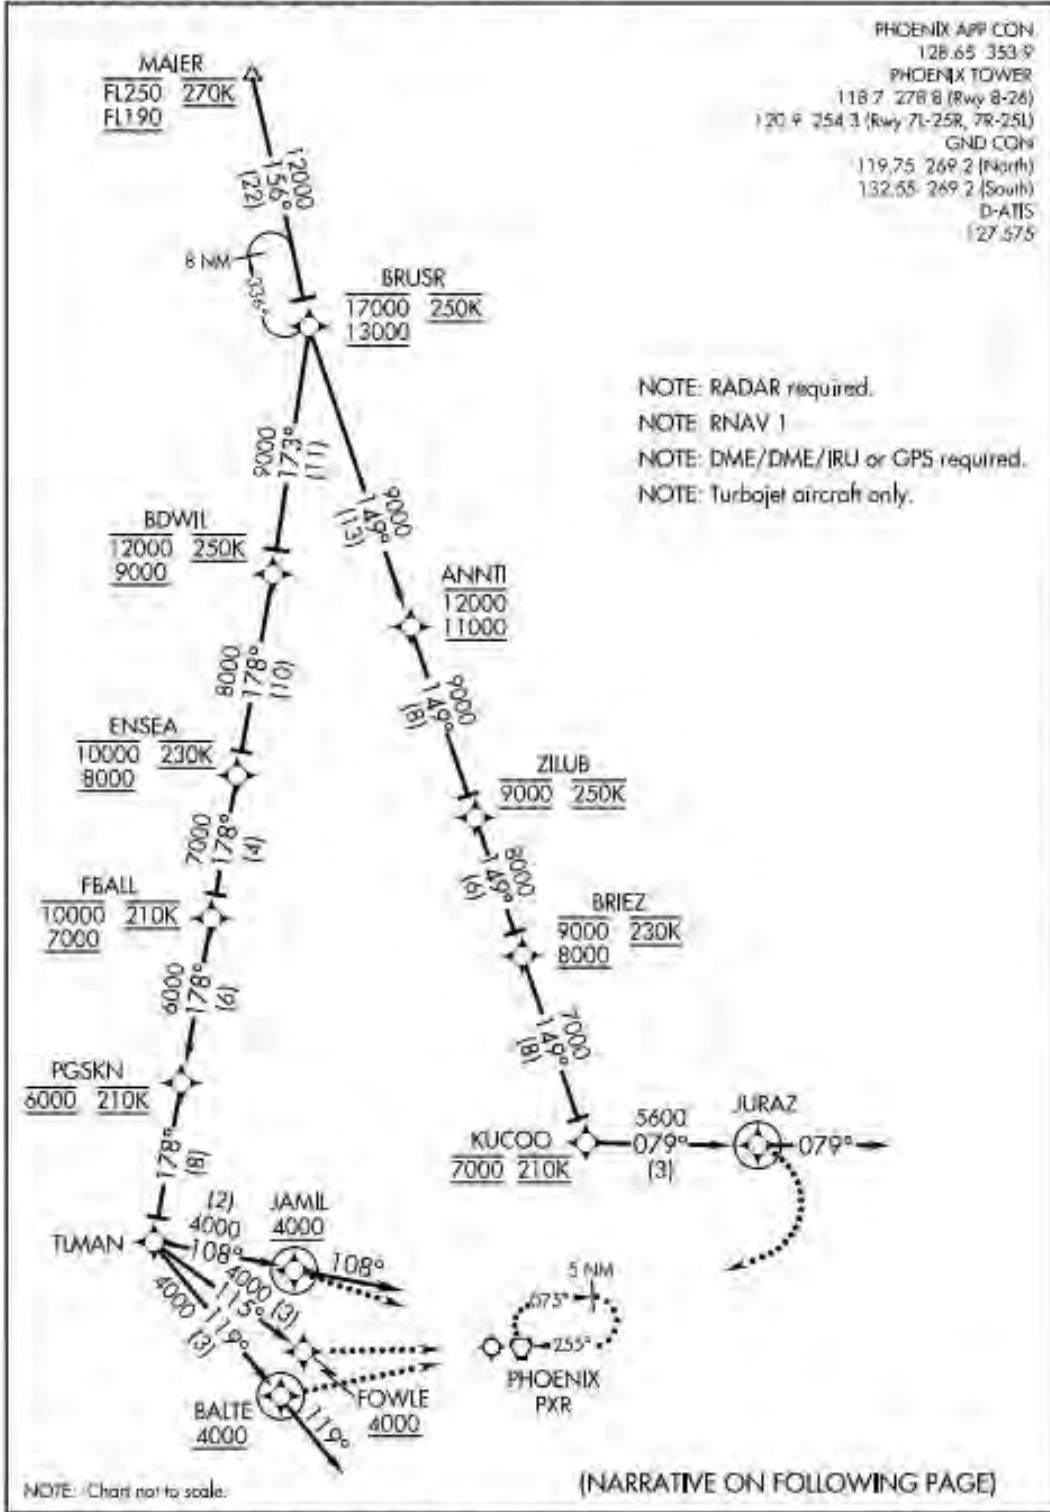 PHOENIX APP CON
128.65 353.9
PHOENIX TOWER
118.7 278.8 (Rwy 8-26)
120.9 254.3 (Rwy 7L-25R, 7R-25L)
GND CON
119.75 269.2 (North)
132.55 269.2 (South)
D-ATIS
127.575
MAIER
FL250 270K
FL190
12000
156°
(22)
8 NM
336°
BRUSR
17000 250K
13000
NOTE: RADAR required.
NOTE: RNAV 1
NOTE: DME/DME/IRU or GPS required.
NOTE: Turbojet aircraft only.
9000
173°
(11)
9000
149°
(13)
BDWIL
12000 250K
9000
ANNTI
12000
11000
8000
178°
(10)
9000
149°
(8)
ENSEA
10000 230K
8000
ZILUB
9000 250K
7000
178°
(4)
8000
149°
(6)
FBALL
10000 210K
7000
BRIEZ
9000 230K
8000
6000
178°
(6)
7000
149°
(8)
PGSKN
6000 210K
KUCOO
7000 210K
5600
079°
(3)
JURAZ
079°
178°
(8)
TLMAN
(2)
4000
108°
JAMIL
4000
108°
4000 (3)
115°
4000
119°
(3)
FOWLE
4000
BALTE
4000
119°
5 NM
075°
255°
PHOENIX
PXR
NOTE: Chart not to scale.
(NARRATIVE ON FOLLOWING PAGE)